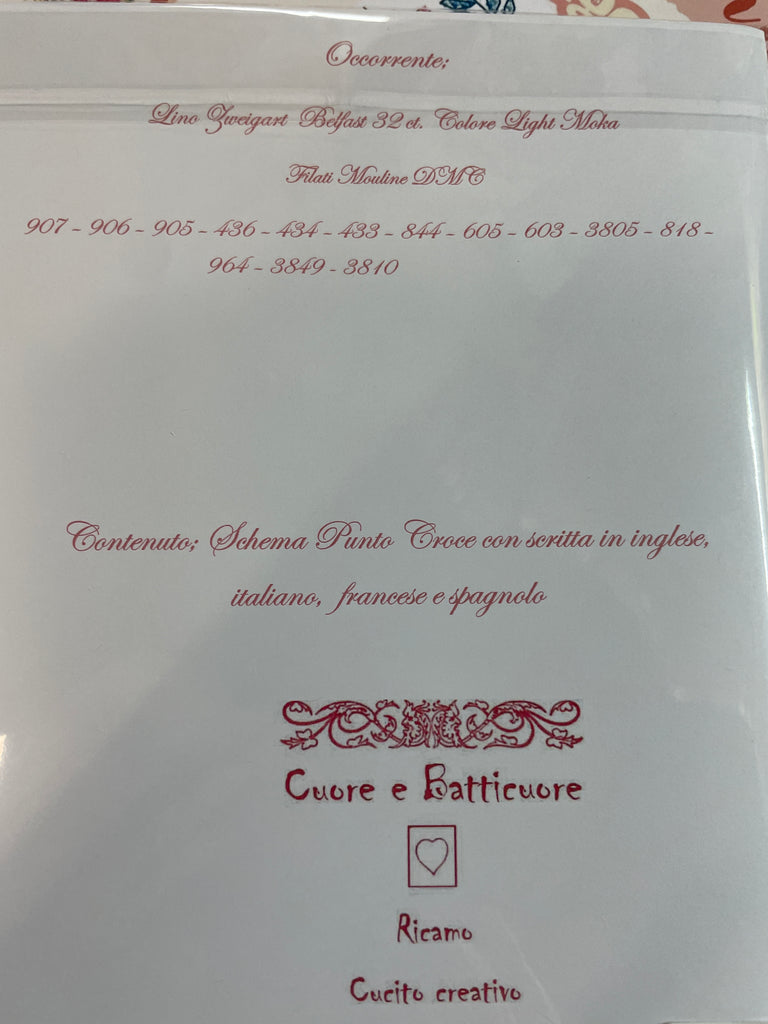 Occorrente;
Lino Zweigart Belfast 32 ct. Colore Light Moka
Filati Mouline DMC
907 - 906 - 905 - 436 - 434 - 433 - 844 - 605 - 603 - 3805 - 818 -
964 - 3849 - 3810
Contenuto; Schema Punto Croce con scritta in inglese,
italiano, francese e spagnolo
Cuore e Batticuore
Ricamo
Cucito creativo